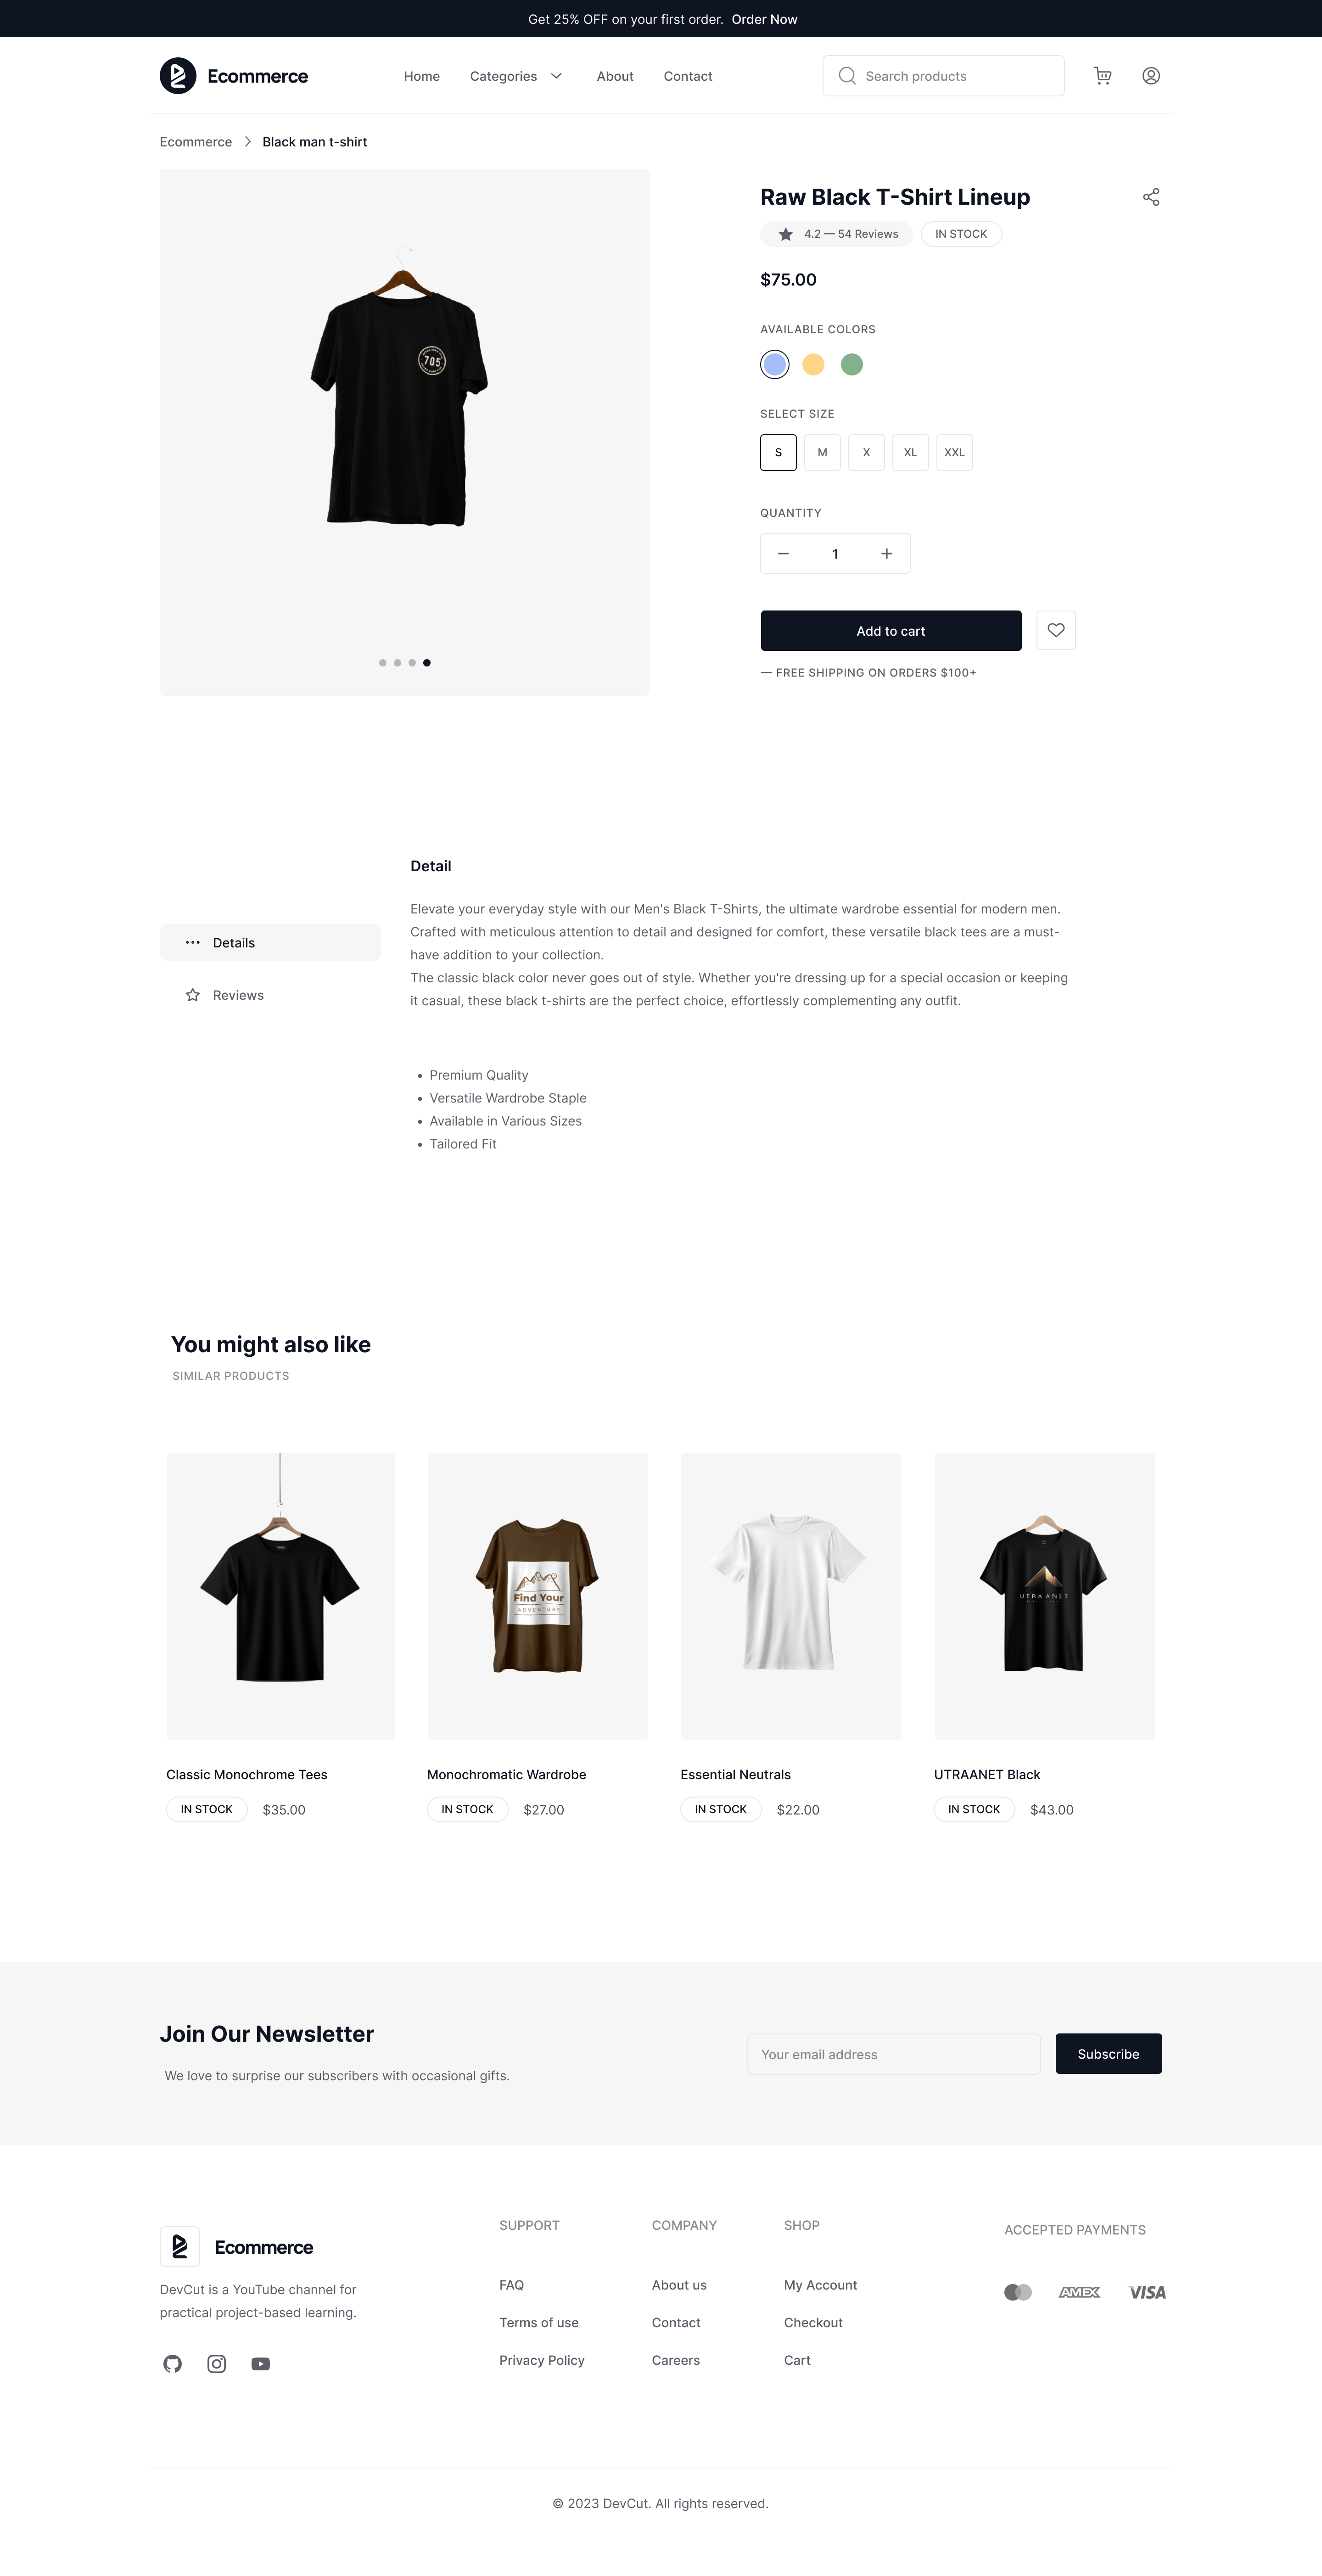 Get 25% OFF on your first order. Order Now
Ecommerce
Home
Categories
About
Contact
Search products
Ecommerce
Black man t-shirt
705
Raw Black T-Shirt Lineup
4.2 — 54 Reviews
IN STOCK
$75.00
AVAILABLE COLORS
SELECT SIZE
S
M
X
XL
XXL
QUANTITY
1
Add to cart
— FREE SHIPPING ON ORDERS $100+
Details
Reviews
Detail
Elevate your everyday style with our Men's Black T-Shirts, the ultimate wardrobe essential for modern men.
Crafted with meticulous attention to detail and designed for comfort, these versatile black tees are a must-
have addition to your collection.
The classic black color never goes out of style. Whether you're dressing up for a special occasion or keeping
it casual, these black t-shirts are the perfect choice, effortlessly complementing any outfit.
• Premium Quality
• Versatile Wardrobe Staple
• Available in Various Sizes
• Tailored Fit
You might also like
SIMILAR PRODUCTS
Find Your
ADVENTURE
UTRAANET
Classic Monochrome Tees
IN STOCK
$35.00
Monochromatic Wardrobe
IN STOCK
$27.00
Essential Neutrals
IN STOCK
$22.00
UTRAANET Black
IN STOCK
$43.00
Join Our Newsletter
We love to surprise our subscribers with occasional gifts.
Your email address
Subscribe
Ecommerce
DevCut is a YouTube channel for
practical project-based learning.
SUPPORT
FAQ
Terms of use
Privacy Policy
COMPANY
About us
Contact
Careers
SHOP
My Account
Checkout
Cart
ACCEPTED PAYMENTS
AMEX
VISA
© 2023 DevCut. All rights reserved.